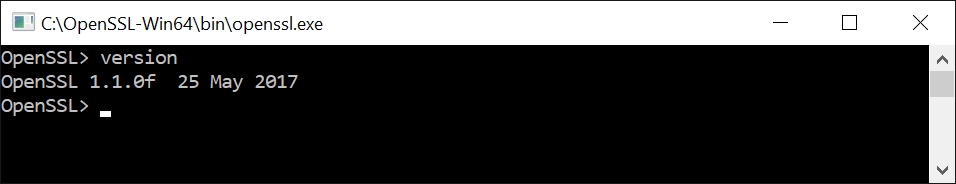 C:\OpenSSL-Win64\bin\openssl.exe
OpenSSL> version
OpenSSL 1.1.0f  25 May 2017
OpenSSL>